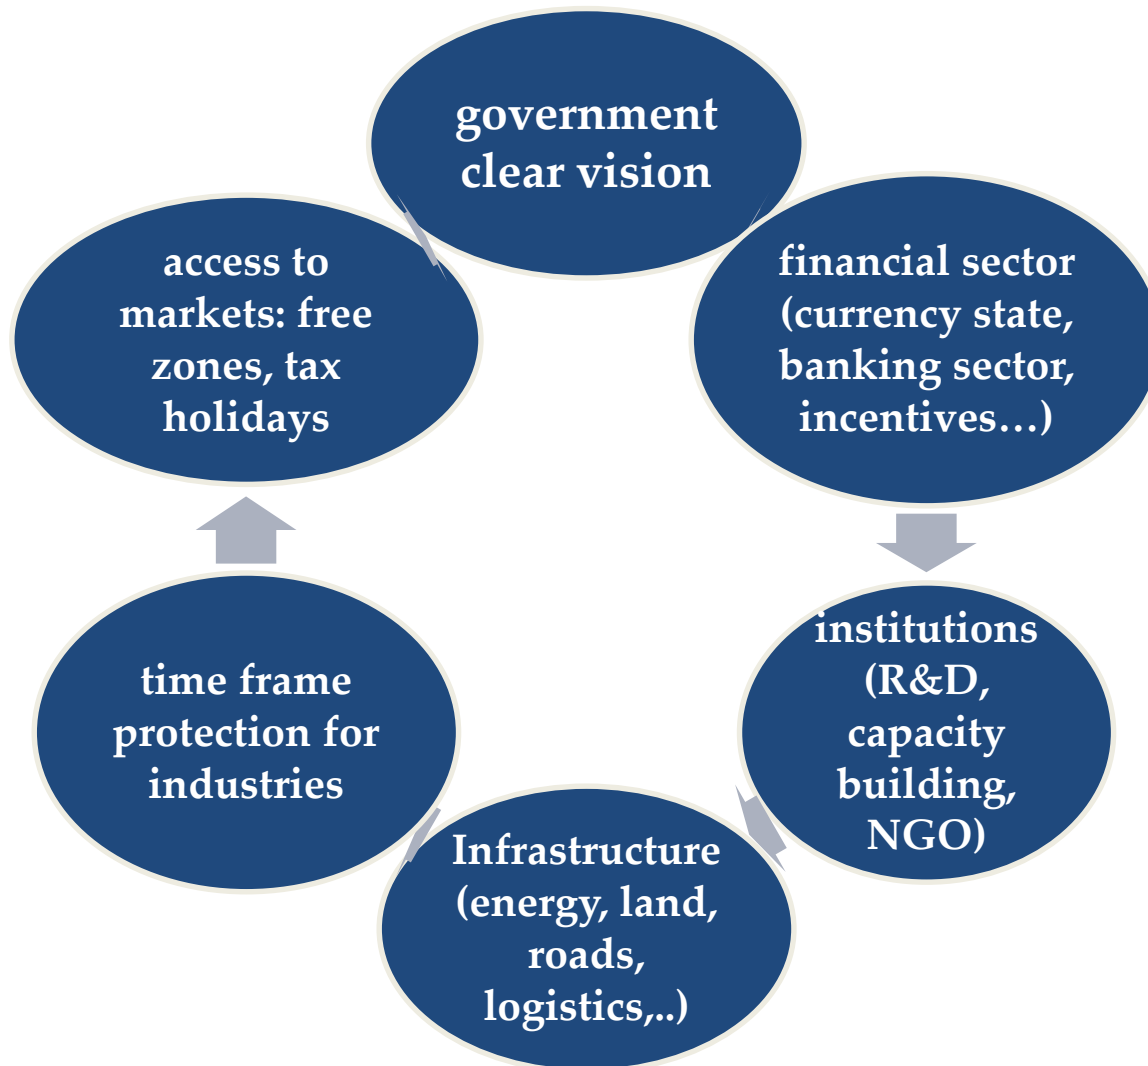 government
clear vision
financial sector
(currency state,
banking sector,
incentives…)
institutions
(R&D,
capacity
building,
NGO)
Infrastructure
(energy, land,
roads,
logistics,..)
time frame
protection for
industries
access to
markets: free
zones, tax
holidays